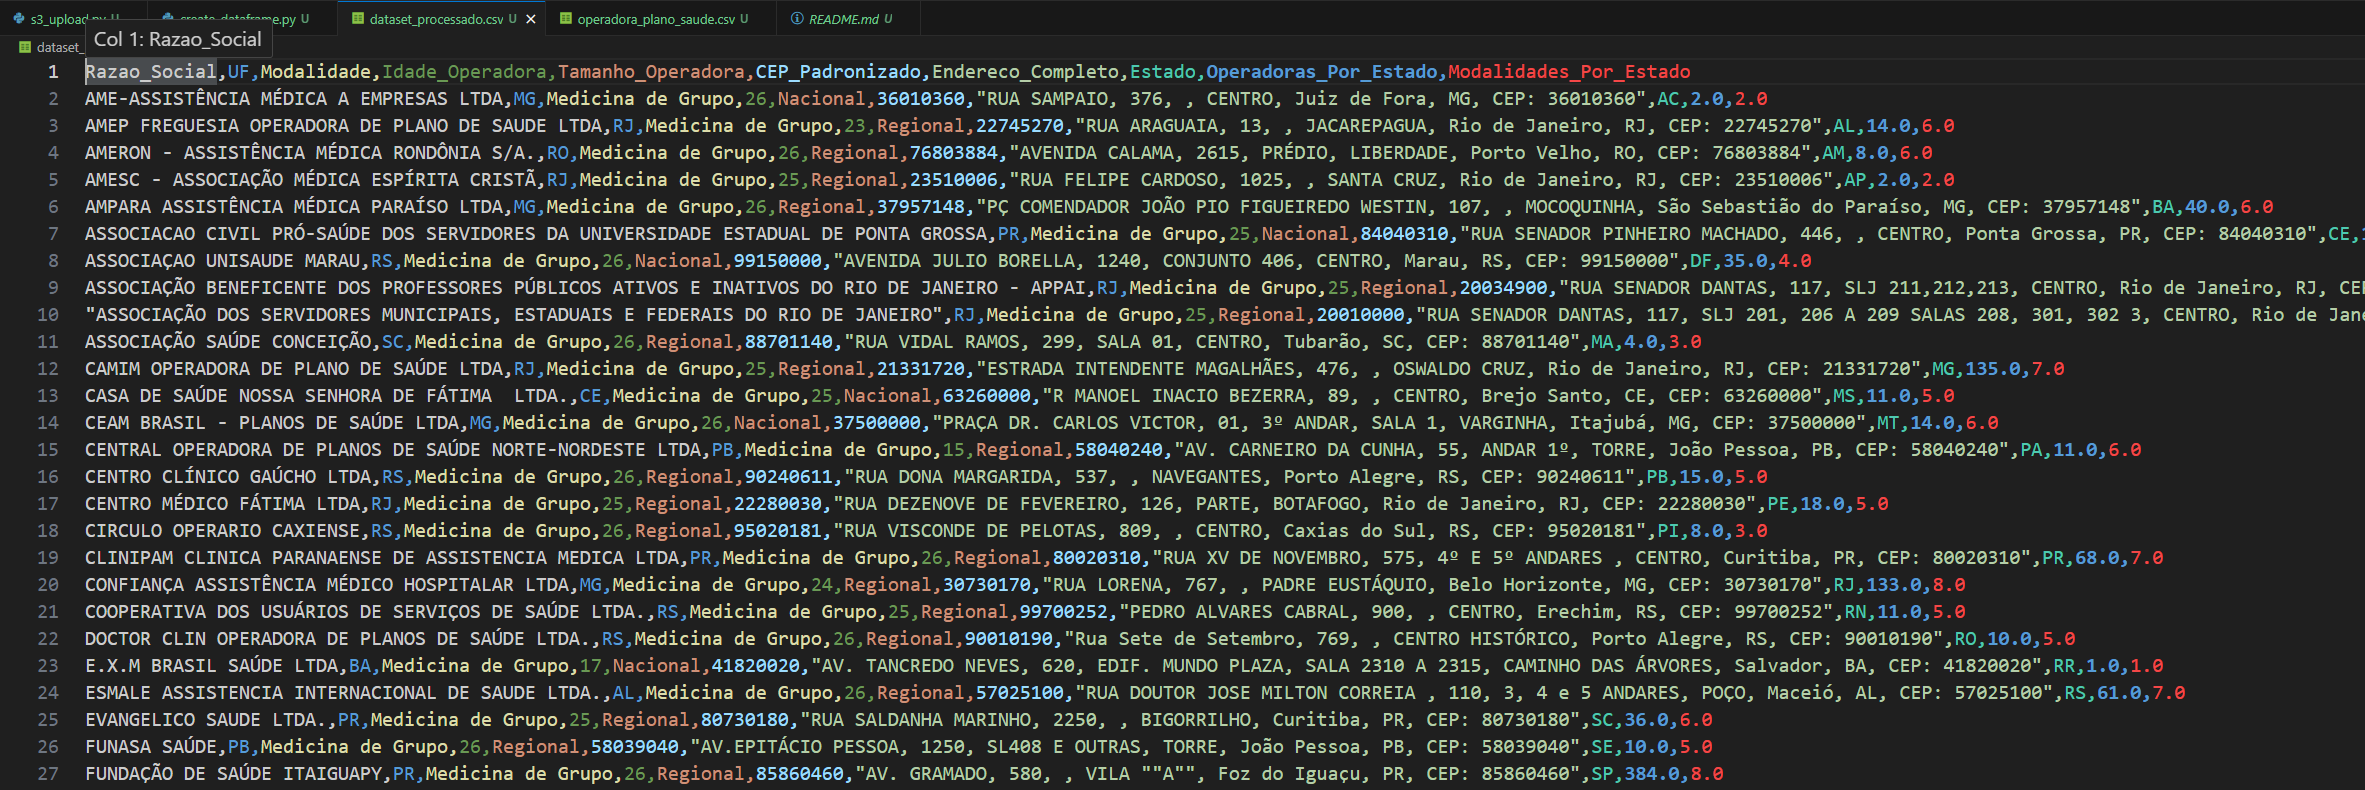 s3_upload.py U
create_dataframe.py U
dataset_processado.csv U ×
operadora_plano_saude.csv U
README.md U
dataset_
Col 1: Razao_Social
1 Razao_Social,UF,Modalidade,Idade_Operadora,Tamanho_Operadora,CEP_Padronizado,Endereco_Completo,Estado,Operadoras_Por_Estado,Modalidades_Por_Estado
2 AME-ASSISTÊNCIA MÉDICA A EMPRESAS LTDA,MG,Medicina de Grupo,26,Nacional,36010360,"RUA SAMPAIO, 376, , CENTRO, Juiz de Fora, MG, CEP: 36010360",AC,2.0,2.0
3 AMEP FREGUESIA OPERADORA DE PLANO DE SAUDE LTDA,RJ,Medicina de Grupo,23,Regional,22745270,"RUA ARAGUAIA, 13, , JACAREPAGUA, Rio de Janeiro, RJ, CEP: 22745270",AL,14.0,6.0
4 AMERON - ASSISTÊNCIA MÉDICA RONDÔNIA S/A.,RO,Medicina de Grupo,26,Regional,76803884,"AVENIDA CALAMA, 2615, PRÉDIO, LIBERDADE, Porto Velho, RO, CEP: 76803884",AM,8.0,6.0
5 AMESC - ASSOCIAÇÃO MÉDICA ESPÍRITA CRISTÃ,RJ,Medicina de Grupo,25,Regional,23510006,"RUA FELIPE CARDOSO, 1025, , SANTA CRUZ, Rio de Janeiro, RJ, CEP: 23510006",AP,2.0,2.0
6 AMPARA ASSISTÊNCIA MÉDICA PARAÍSO LTDA,MG,Medicina de Grupo,26,Regional,37957148,"PÇ COMENDADOR JOÃO PIO FIGUEIREDO WESTIN, 107, , MOCOQUINHA, São Sebastião do Paraíso, MG, CEP: 37957148",BA,40.0,6.0
7 ASSOCIACAO CIVIL PRÓ-SAÚDE DOS SERVIDORES DA UNIVERSIDADE ESTADUAL DE PONTA GROSSA,PR,Medicina de Grupo,25,Nacional,84040310,"RUA SENADOR PINHEIRO MACHADO, 446, , CENTRO, Ponta Grossa, PR, CEP: 84040310",CE,
8 ASSOCIAÇAO UNISAUDE MARAU,RS,Medicina de Grupo,26,Nacional,99150000,"AVENIDA JULIO BORELLA, 1240, CONJUNTO 406, CENTRO, Marau, RS, CEP: 99150000",DF,35.0,4.0
9 ASSOCIAÇÃO BENEFICENTE DOS PROFESSORES PÚBLICOS ATIVOS E INATIVOS DO RIO DE JANEIRO - APPAI,RJ,Medicina de Grupo,25,Regional,20034900,"RUA SENADOR DANTAS, 117, SLJ 211,212,213, CENTRO, Rio de Janeiro, RJ, CE
10 "ASSOCIAÇÃO DOS SERVIDORES MUNICIPAIS, ESTADUAIS E FEDERAIS DO RIO DE JANEIRO",RJ,Medicina de Grupo,25,Regional,20010000,"RUA SENADOR DANTAS, 117, SLJ 201, 206 A 209 SALAS 208, 301, 302 3, CENTRO, Rio de Jane
11 ASSOCIAÇÃO SAÚDE CONCEIÇÃO,SC,Medicina de Grupo,26,Regional,88701140,"RUA VIDAL RAMOS, 299, SALA 01, CENTRO, Tubarão, SC, CEP: 88701140",MA,4.0,3.0
12 CAMIM OPERADORA DE PLANO DE SAÚDE LTDA,RJ,Medicina de Grupo,25,Regional,21331720,"ESTRADA INTENDENTE MAGALHÃES, 476, , OSWALDO CRUZ, Rio de Janeiro, RJ, CEP: 21331720",MG,135.0,7.0
13 CASA DE SAÚDE NOSSA SENHORA DE FÁTIMA  LTDA.,CE,Medicina de Grupo,25,Nacional,63260000,"R MANOEL INACIO BEZERRA, 89, , CENTRO, Brejo Santo, CE, CEP: 63260000",MS,11.0,5.0
14 CEAM BRASIL - PLANOS DE SAÚDE LTDA,MG,Medicina de Grupo,26,Nacional,37500000,"PRAÇA DR. CARLOS VICTOR, 01, 3º ANDAR, SALA 1, VARGINHA, Itajubá, MG, CEP: 37500000",MT,14.0,6.0
15 CENTRAL OPERADORA DE PLANOS DE SAÚDE NORTE-NORDESTE LTDA,PB,Medicina de Grupo,15,Regional,58040240,"AV. CARNEIRO DA CUNHA, 55, ANDAR 1º, TORRE, João Pessoa, PB, CEP: 58040240",PA,11.0,6.0
16 CENTRO CLÍNICO GAÚCHO LTDA,RS,Medicina de Grupo,26,Regional,90240611,"RUA DONA MARGARIDA, 537, , NAVEGANTES, Porto Alegre, RS, CEP: 90240611",PB,15.0,5.0
17 CENTRO MÉDICO FÁTIMA LTDA,RJ,Medicina de Grupo,25,Regional,22280030,"RUA DEZENOVE DE FEVEREIRO, 126, PARTE, BOTAFOGO, Rio de Janeiro, RJ, CEP: 22280030",PE,18.0,5.0
18 CIRCULO OPERARIO CAXIENSE,RS,Medicina de Grupo,26,Regional,95020181,"RUA VISCONDE DE PELOTAS, 809, , CENTRO, Caxias do Sul, RS, CEP: 95020181",PI,8.0,3.0
19 CLINIPAM CLINICA PARANAENSE DE ASSISTENCIA MEDICA LTDA,PR,Medicina de Grupo,26,Regional,80020310,"RUA XV DE NOVEMBRO, 575, 4º E 5º ANDARES , CENTRO, Curitiba, PR, CEP: 80020310",PR,68.0,7.0
20 CONFIANÇA ASSISTÊNCIA MÉDICO HOSPITALAR LTDA,MG,Medicina de Grupo,24,Regional,30730170,"RUA LORENA, 767, , PADRE EUSTÁQUIO, Belo Horizonte, MG, CEP: 30730170",RJ,133.0,8.0
21 COOPERATIVA DOS USUÁRIOS DE SERVIÇOS DE SAÚDE LTDA.,RS,Medicina de Grupo,25,Regional,99700252,"PEDRO ALVARES CABRAL, 900, , CENTRO, Erechim, RS, CEP: 99700252",RN,11.0,5.0
22 DOCTOR CLIN OPERADORA DE PLANOS DE SAÚDE LTDA.,RS,Medicina de Grupo,26,Regional,90010190,"Rua Sete de Setembro, 769, , CENTRO HISTÓRICO, Porto Alegre, RS, CEP: 90010190",RO,10.0,5.0
23 E.X.M BRASIL SAÚDE LTDA,BA,Medicina de Grupo,17,Nacional,41820020,"AV. TANCREDO NEVES, 620, EDIF. MUNDO PLAZA, SALA 2310 A 2315, CAMINHO DAS ÁRVORES, Salvador, BA, CEP: 41820020",RR,1.0,1.0
24 ESMALE ASSISTENCIA INTERNACIONAL DE SAUDE LTDA.,AL,Medicina de Grupo,26,Regional,57025100,"RUA DOUTOR JOSE MILTON CORREIA , 110, 3, 4 e 5 ANDARES, POÇO, Maceió, AL, CEP: 57025100",RS,61.0,7.0
25 EVANGELICO SAUDE LTDA.,PR,Medicina de Grupo,25,Regional,80730180,"RUA SALDANHA MARINHO, 2250, , BIGORRILHO, Curitiba, PR, CEP: 80730180",SC,36.0,6.0
26 FUNASA SAÚDE,PB,Medicina de Grupo,26,Regional,58039040,"AV.EPITÁCIO PESSOA, 1250, SL408 E OUTRAS, TORRE, João Pessoa, PB, CEP: 58039040",SE,10.0,5.0
27 FUNDAÇÃO DE SAÚDE ITAIGUAPY,PR,Medicina de Grupo,26,Regional,85860460,"AV. GRAMADO, 580, , VILA ""A"", Foz do Iguaçu, PR, CEP: 85860460",SP,384.0,8.0